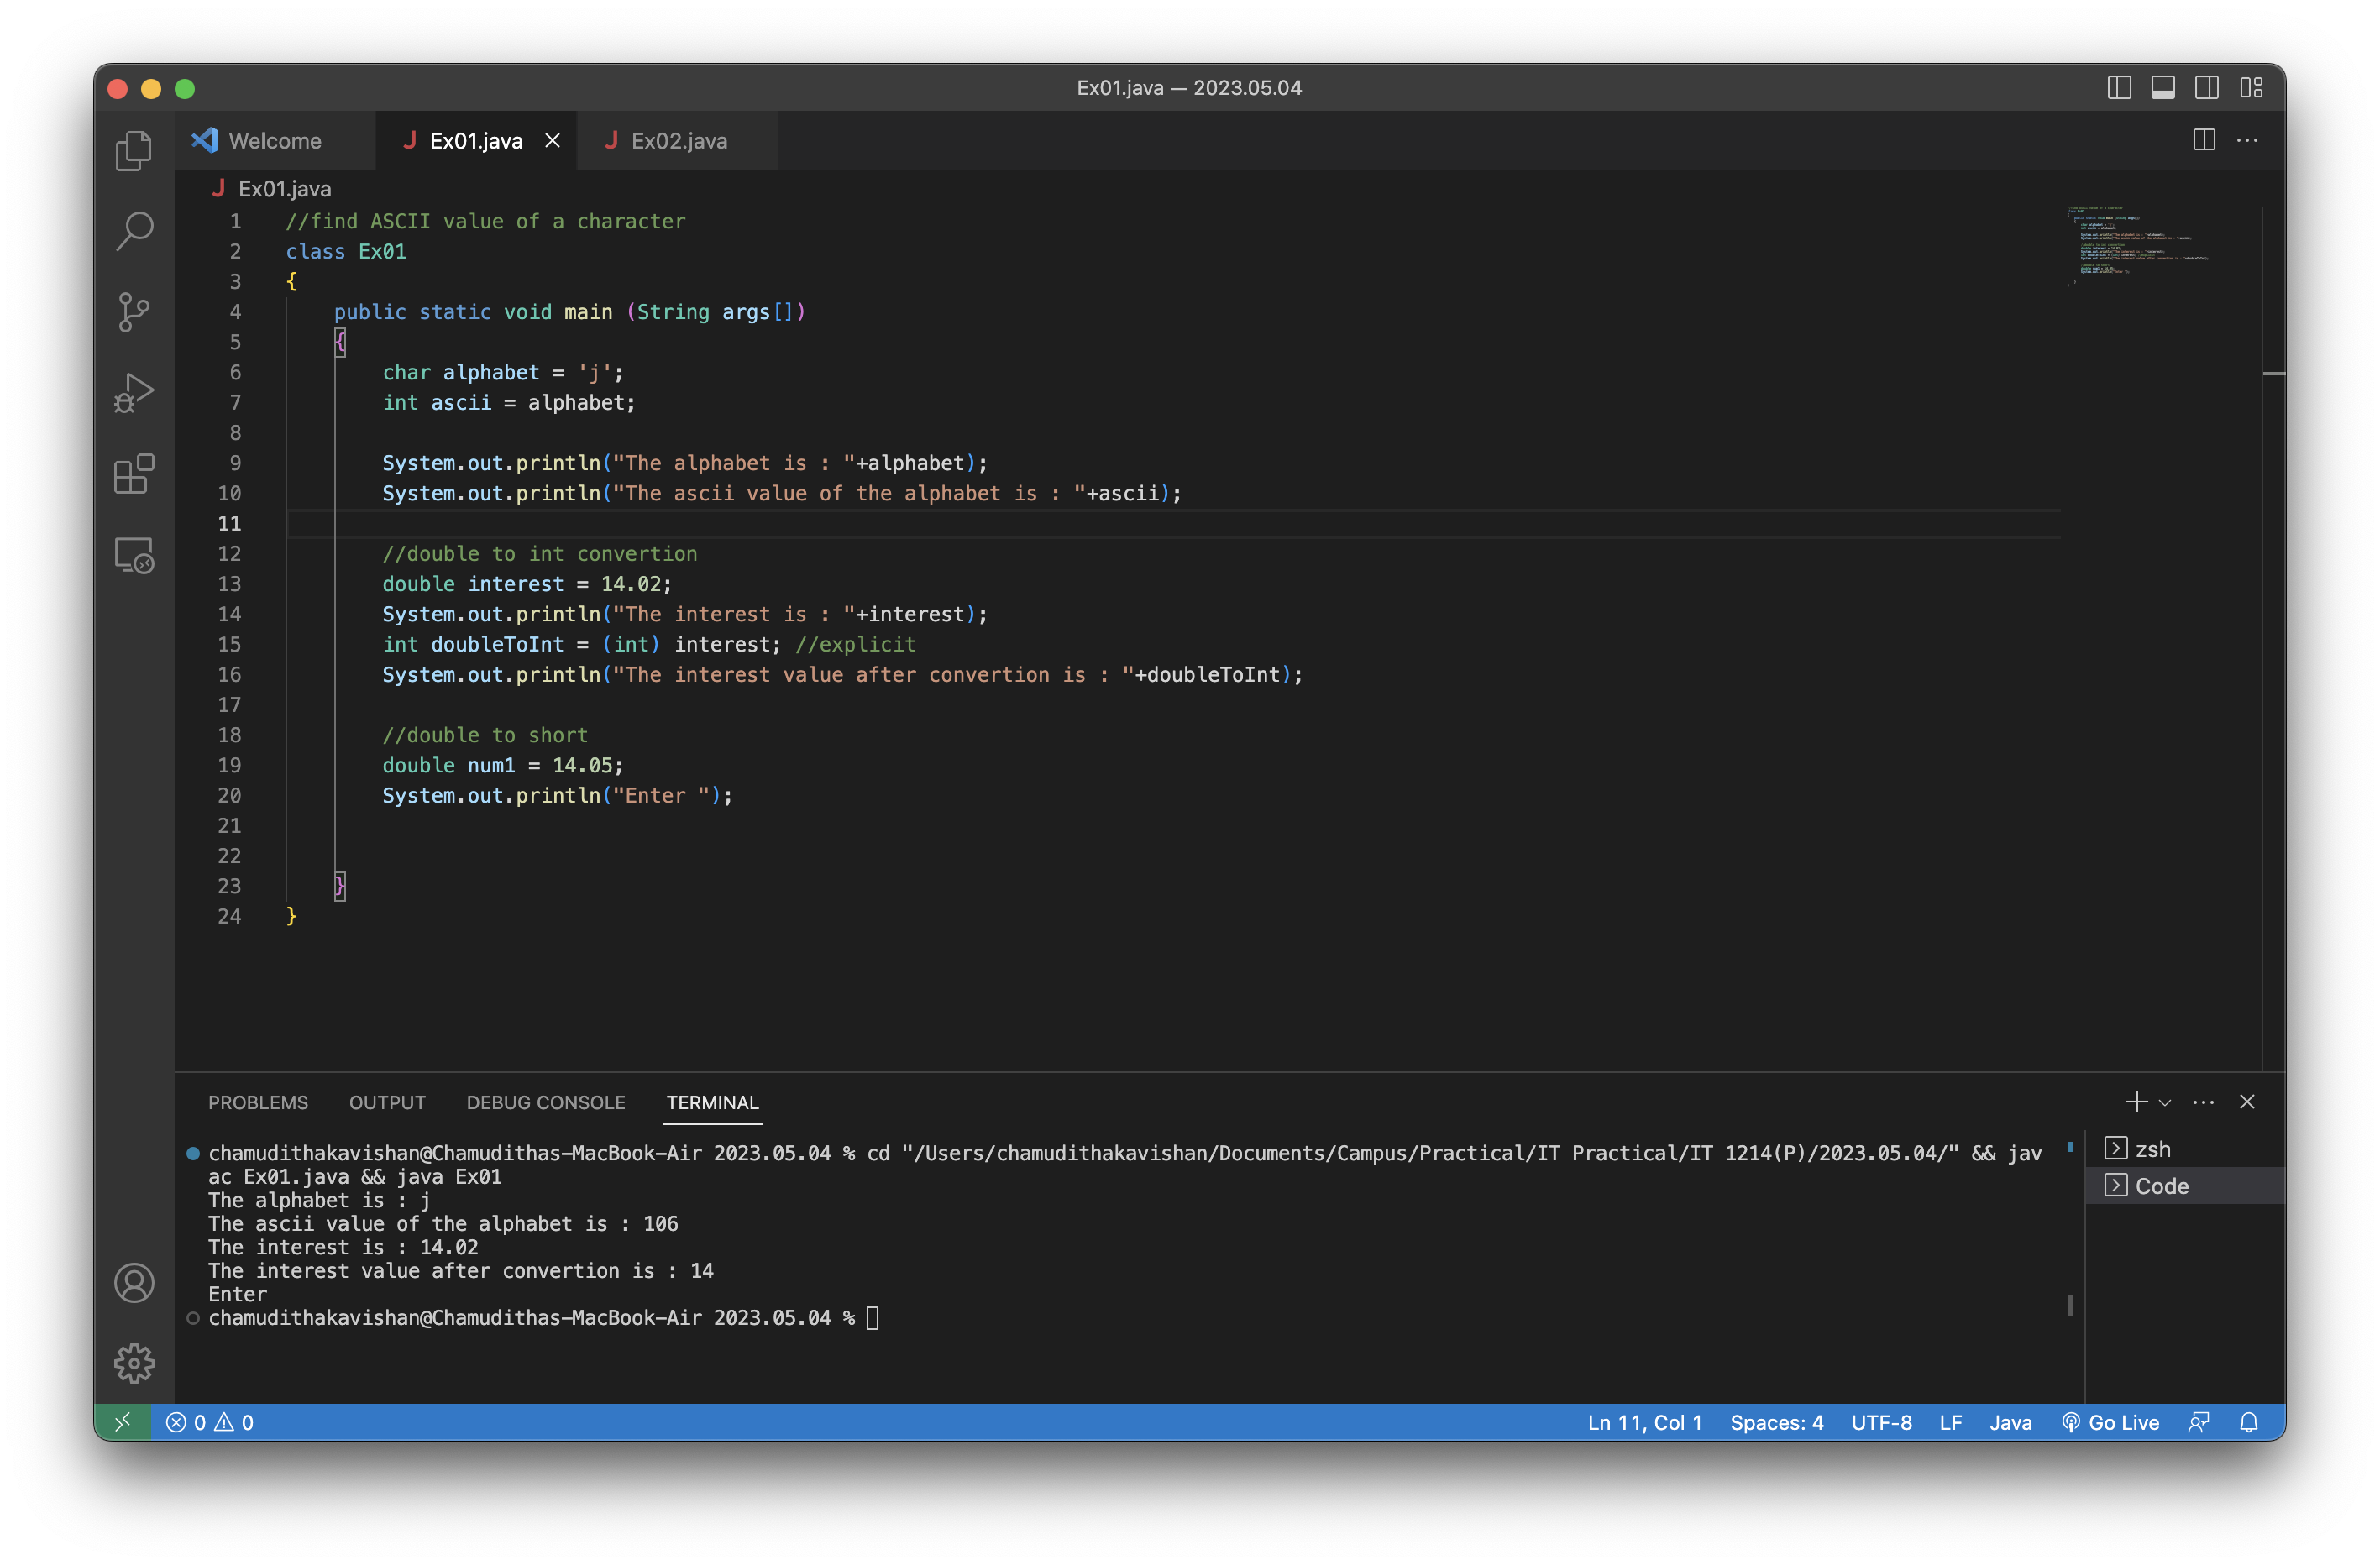 Ex01.java — 2023.05.04
Welcome
Ex01.java
Ex02.java
Ex01.java
1 //find ASCII value of a character
2 class Ex01
3 {
4 public static void main (String args[])
5 {
6 char alphabet = 'j';
7 int ascii = alphabet;
8
9 System.out.println("The alphabet is : "+alphabet);
10 System.out.println("The ascii value of the alphabet is : "+ascii);
11
12 //double to int convertion
13 double interest = 14.02;
14 System.out.println("The interest is : "+interest);
15 int doubleToInt = (int) interest; //explicit
16 System.out.println("The interest value after convertion is : "+doubleToInt);
17
18 //double to short
19 double num1 = 14.05;
20 System.out.println("Enter ");
21
22
23 }
24 }
PROBLEMS OUTPUT DEBUG CONSOLE TERMINAL
chamudithakavishan@Chamudithas-MacBook-Air 2023.05.04 % cd "/Users/chamudithakavishan/Documents/Campus/Practical/IT Practical/IT 1214(P)/2023.05.04/" && jav
ac Ex01.java && java Ex01
The alphabet is : j
The ascii value of the alphabet is : 106
The interest is : 14.02
The interest value after convertion is : 14
Enter
chamudithakavishan@Chamudithas-MacBook-Air 2023.05.04 %
zsh
Code
0 0 Ln 11, Col 1 Spaces: 4 UTF-8 LF Java Go Live